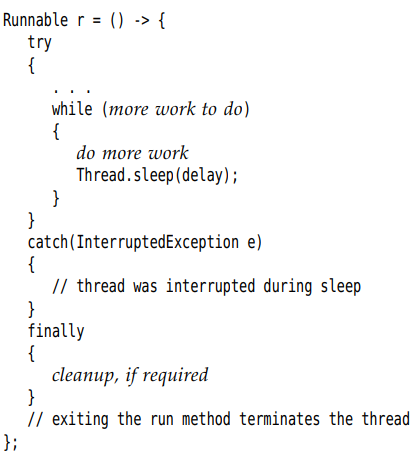 Runnable r = () -> {
try
{
. . .
while (more work to do)
{
do more work
Thread.sleep(delay);
}
}
catch(InterruptedException e)
{
// thread was interrupted during sleep
}
finally
{
cleanup, if required
}
// exiting the run method terminates the thread
};